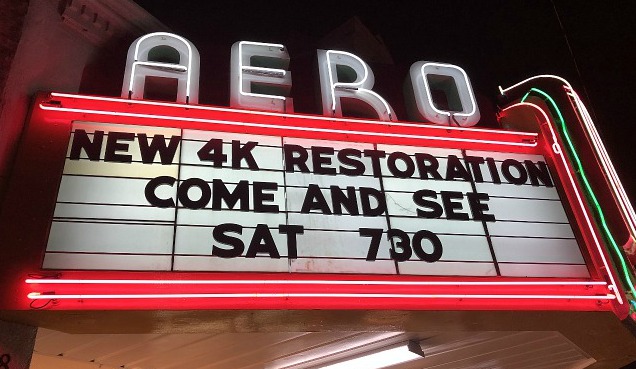 AERO
NEW 4K RESTORATION
COME AND SEE
SAT 730